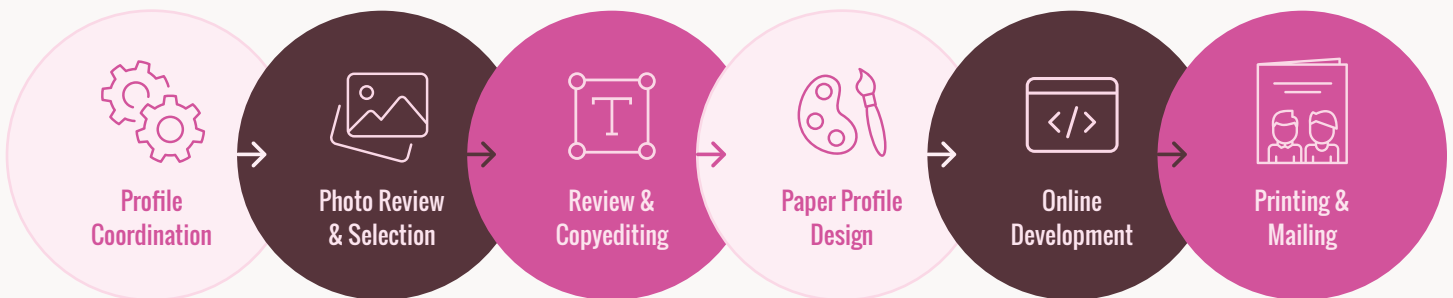 Profile
Coordination
Photo Review
& Selection
T
Review &
Copyediting
Paper Profile
Design
</>
Online
Development
Printing &
Mailing